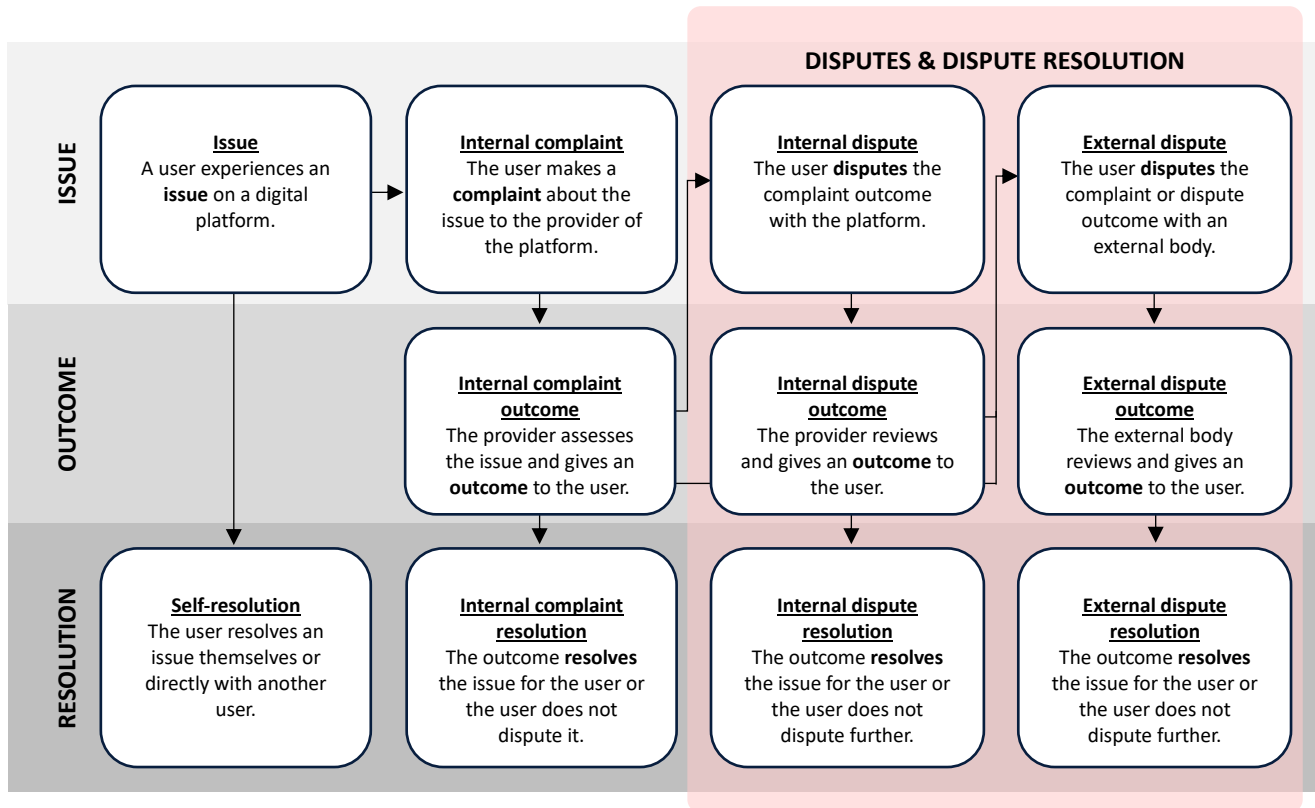 DISPUTES & DISPUTE RESOLUTION
ISSUE
Issue
A user experiences an
issue on a digital
platform.
Internal complaint
The user makes a
complaint about the
issue to the provider of
the platform.
Internal dispute
The user disputes the
complaint outcome
with the platform.
External dispute
The user disputes the
complaint or dispute
outcome with an
external body.
OUTCOME
Internal complaint
outcome
The provider assesses
the issue and gives an
outcome to the user.
Internal dispute
outcome
The provider reviews
and gives an outcome to
the user.
External dispute
outcome
The external body
reviews and gives an
outcome to the user.
RESOLUTION
Self-resolution
The user resolves an
issue themselves or
directly with another
user.
Internal complaint
resolution
The outcome resolves
the issue for the user or
the user does not
dispute it.
Internal dispute
resolution
The outcome resolves
the issue for the user or
the user does not
dispute further.
External dispute
resolution
The outcome resolves
the issue for the user or
the user does not
dispute further.